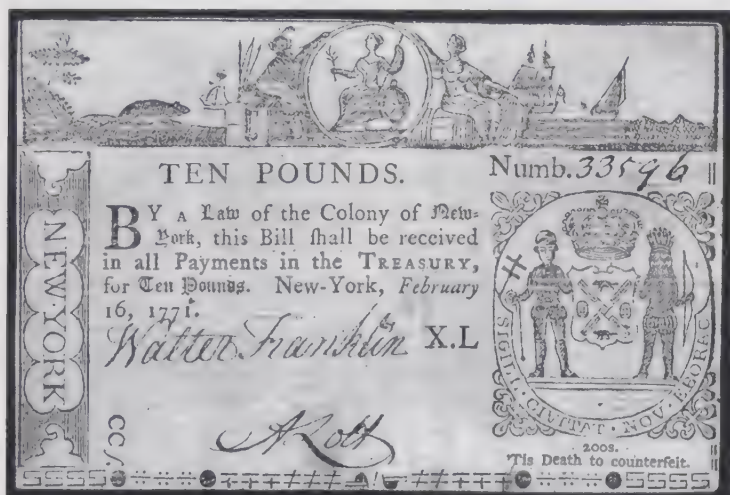 TEN POUNDS.
Numb. 33596
BY A Law of the Colony of New-
York, this Bill ſhall be received
in all Payments in the TREASURY,
for Ten Pounds. New-York, February
16, 1771.
Walter Franklin X.L
NEW-YORK
SIGILL · CIVITAT · NOV · EBORAC
200s.
'Tis Death to counterfeit.